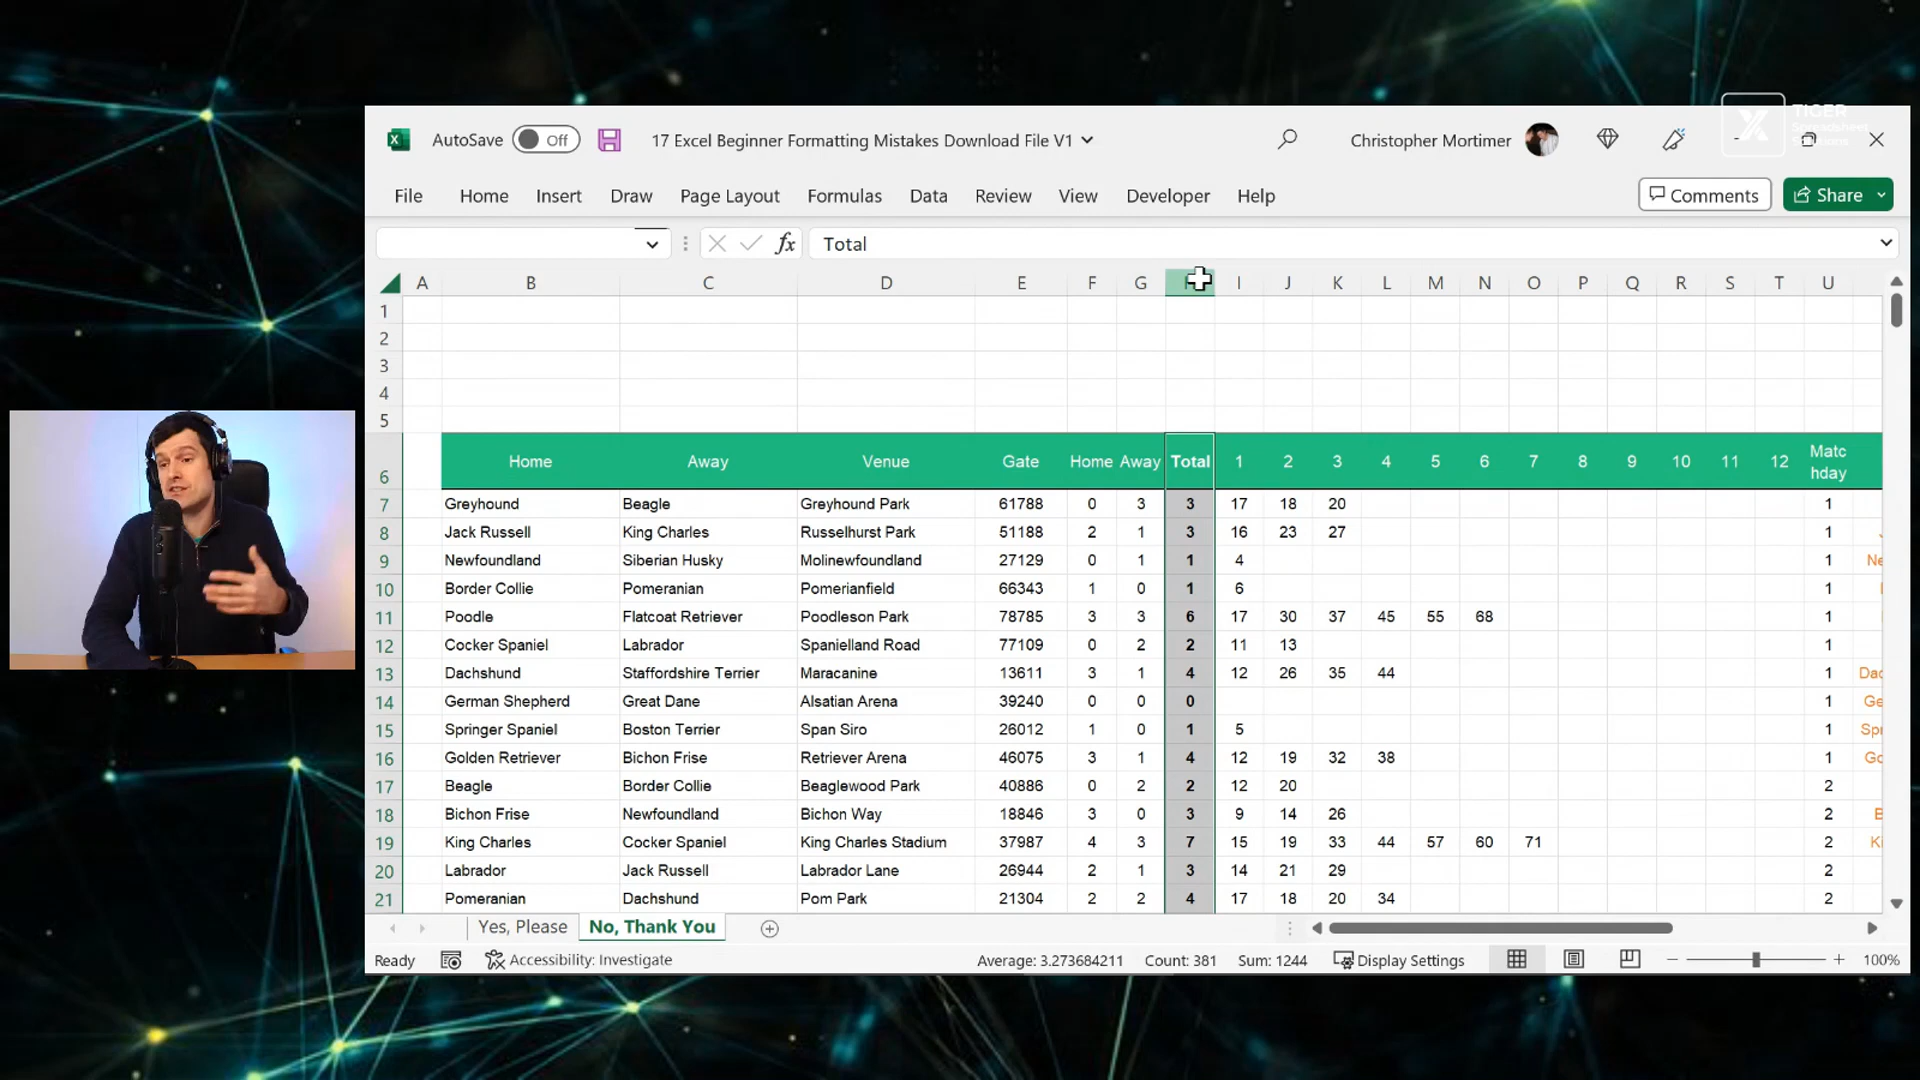 AutoSave Off 17 Excel Beginner Formatting Mistakes Download File V1 Christopher Mortimer
TIGER
Spreadsheet
Solutions
File Home Insert Draw Page Layout Formulas Data Review View Developer Help Comments Share
fx Total
A B C D E F G I J K L M N O P Q R S T U
1
2
3
4
5
6 Home Away Venue Gate Home Away Total 1 2 3 4 5 6 7 8 9 10 11 12 Matc
hday
7 Greyhound Beagle Greyhound Park 61788 0 3 3 17 18 20 1
8 Jack Russell King Charles Russelhurst Park 51188 2 1 3 16 23 27 1
9 Newfoundland Siberian Husky Molinewfoundland 27129 0 1 1 4 1 Ne
10 Border Collie Pomeranian Pomerianfield 66343 1 0 1 6 1
11 Poodle Flatcoat Retriever Poodleson Park 78785 3 3 6 17 30 37 45 55 68 1
12 Cocker Spaniel Labrador Spanielland Road 77109 0 2 2 11 13 1
13 Dachshund Staffordshire Terrier Maracanine 13611 3 1 4 12 26 35 44 1 Dac
14 German Shepherd Great Dane Alsatian Arena 39240 0 0 0 1 Ge
15 Springer Spaniel Boston Terrier Span Siro 26012 1 0 1 5 1 Spr
16 Golden Retriever Bichon Frise Retriever Arena 46075 3 1 4 12 19 32 38 1 Go
17 Beagle Border Collie Beaglewood Park 40886 0 2 2 12 20 2
18 Bichon Frise Newfoundland Bichon Way 18846 3 0 3 9 14 26 2 B
19 King Charles Cocker Spaniel King Charles Stadium 37987 4 3 7 15 19 33 44 57 60 71 2 Ki
20 Labrador Jack Russell Labrador Lane 26944 2 1 3 14 21 29 2
21 Pomeranian Dachshund Pom Park 21304 2 2 4 17 18 20 34 2
Yes, Please No, Thank You
Ready Accessibility: Investigate Average: 3.273684211 Count: 381 Sum: 1244 Display Settings 100%